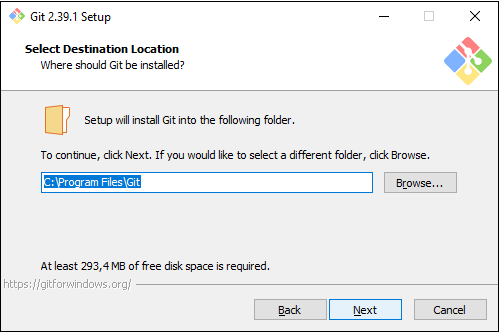 Git 2.39.1 Setup
Select Destination Location
Where should Git be installed?
Setup will install Git into the following folder.
To continue, click Next. If you would like to select a different folder, click Browse.
C:\Program Files\Git
Browse...
At least 293,4 MB of free disk space is required.
https://gitforwindows.org/
Back
Next
Cancel